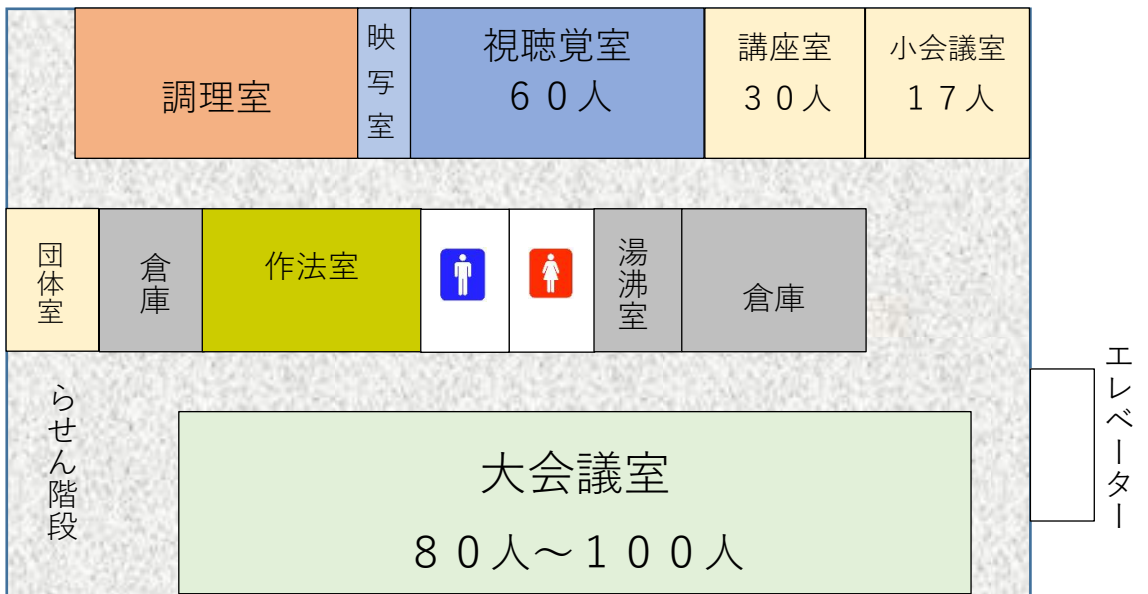 調理室
映写室
視聴覚室
６０人
講座室
３０人
小会議室
１７人
団体室
倉庫
作法室
湯沸室
倉庫
エレベーター
らせん階段
大会議室
８０人～１００人